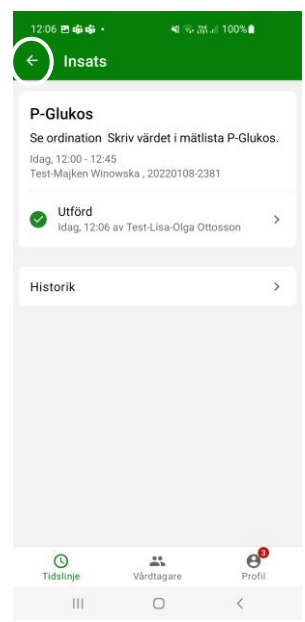 12:06 100%
Insats
P-Glukos
Se ordination Skriv värdet i mätlista P-Glukos.
Idag, 12:00 - 12:45
Test-Majken Winowska , 20220108-2381
Utförd
Idag, 12:06 av Test-Lisa-Olga Ottosson
Historik
3
Tidslinje Vårdtagare Profil